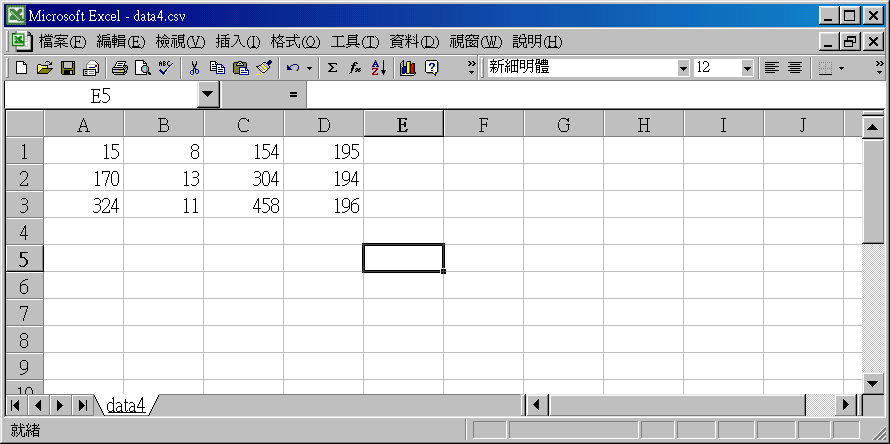 Microsoft Excel - data4.csv
檔案(F) 編輯(E) 檢視(V) 插入(I) 格式(O) 工具(T) 資料(D) 視窗(W) 說明(H)
ABC Σ fx A Z 新細明體 12
E5 =
A B C D E F G H I J
1 15 8 154 195
2 170 13 304 194
3 324 11 458 196
4
5
6
7
8
9
10
data4
就緒